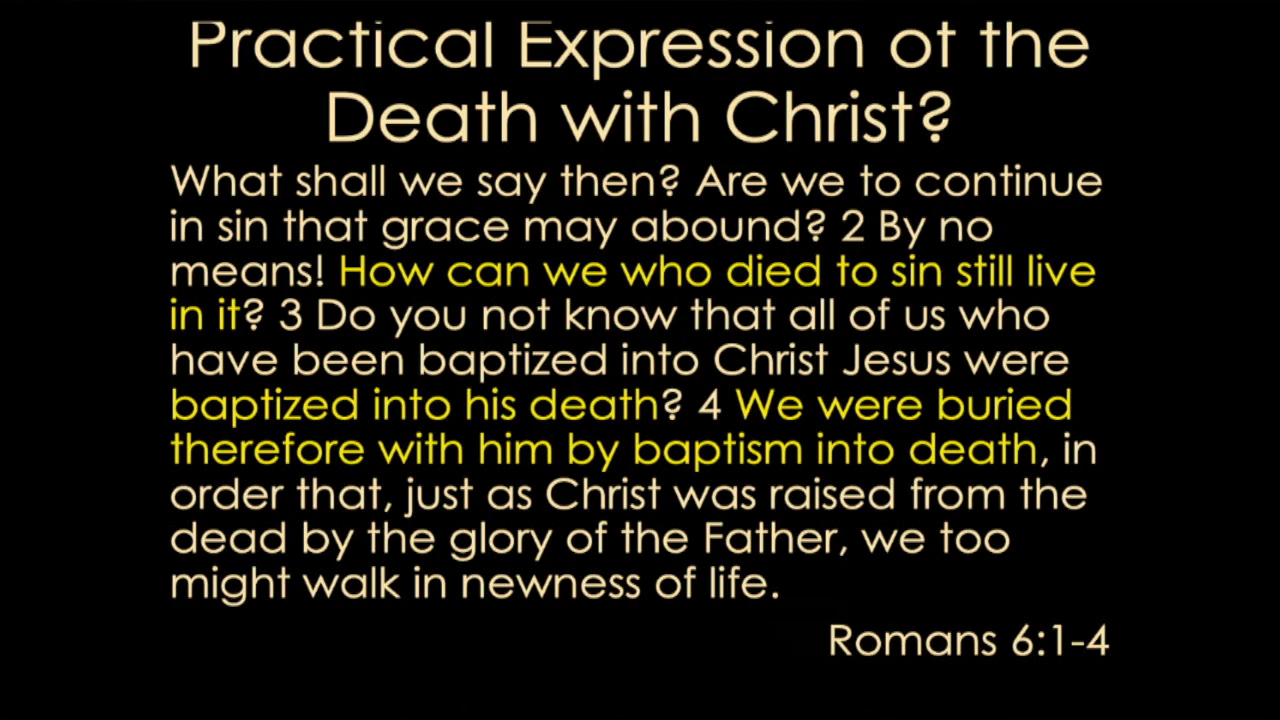 Practical Expression of the
Death with Christ?
What shall we say then? Are we to continue
in sin that grace may abound? 2 By no
means! How can we who died to sin still live
in it? 3 Do you not know that all of us who
have been baptized into Christ Jesus were
baptized into his death? 4 We were buried
therefore with him by baptism into death, in
order that, just as Christ was raised from the
dead by the glory of the Father, we too
might walk in newness of life.
Romans 6:1-4